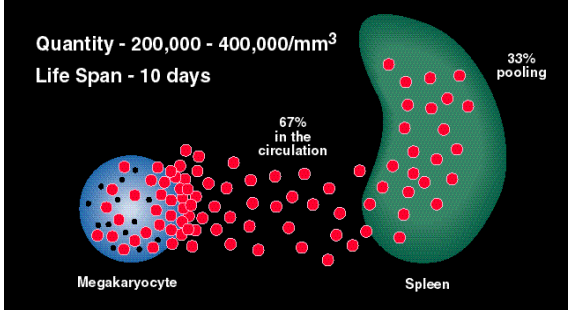 Quantity - 200,000 - 400,000/mm³
Life Span - 10 days
33%
pooling
67%
in the
circulation
Megakaryocyte
Spleen